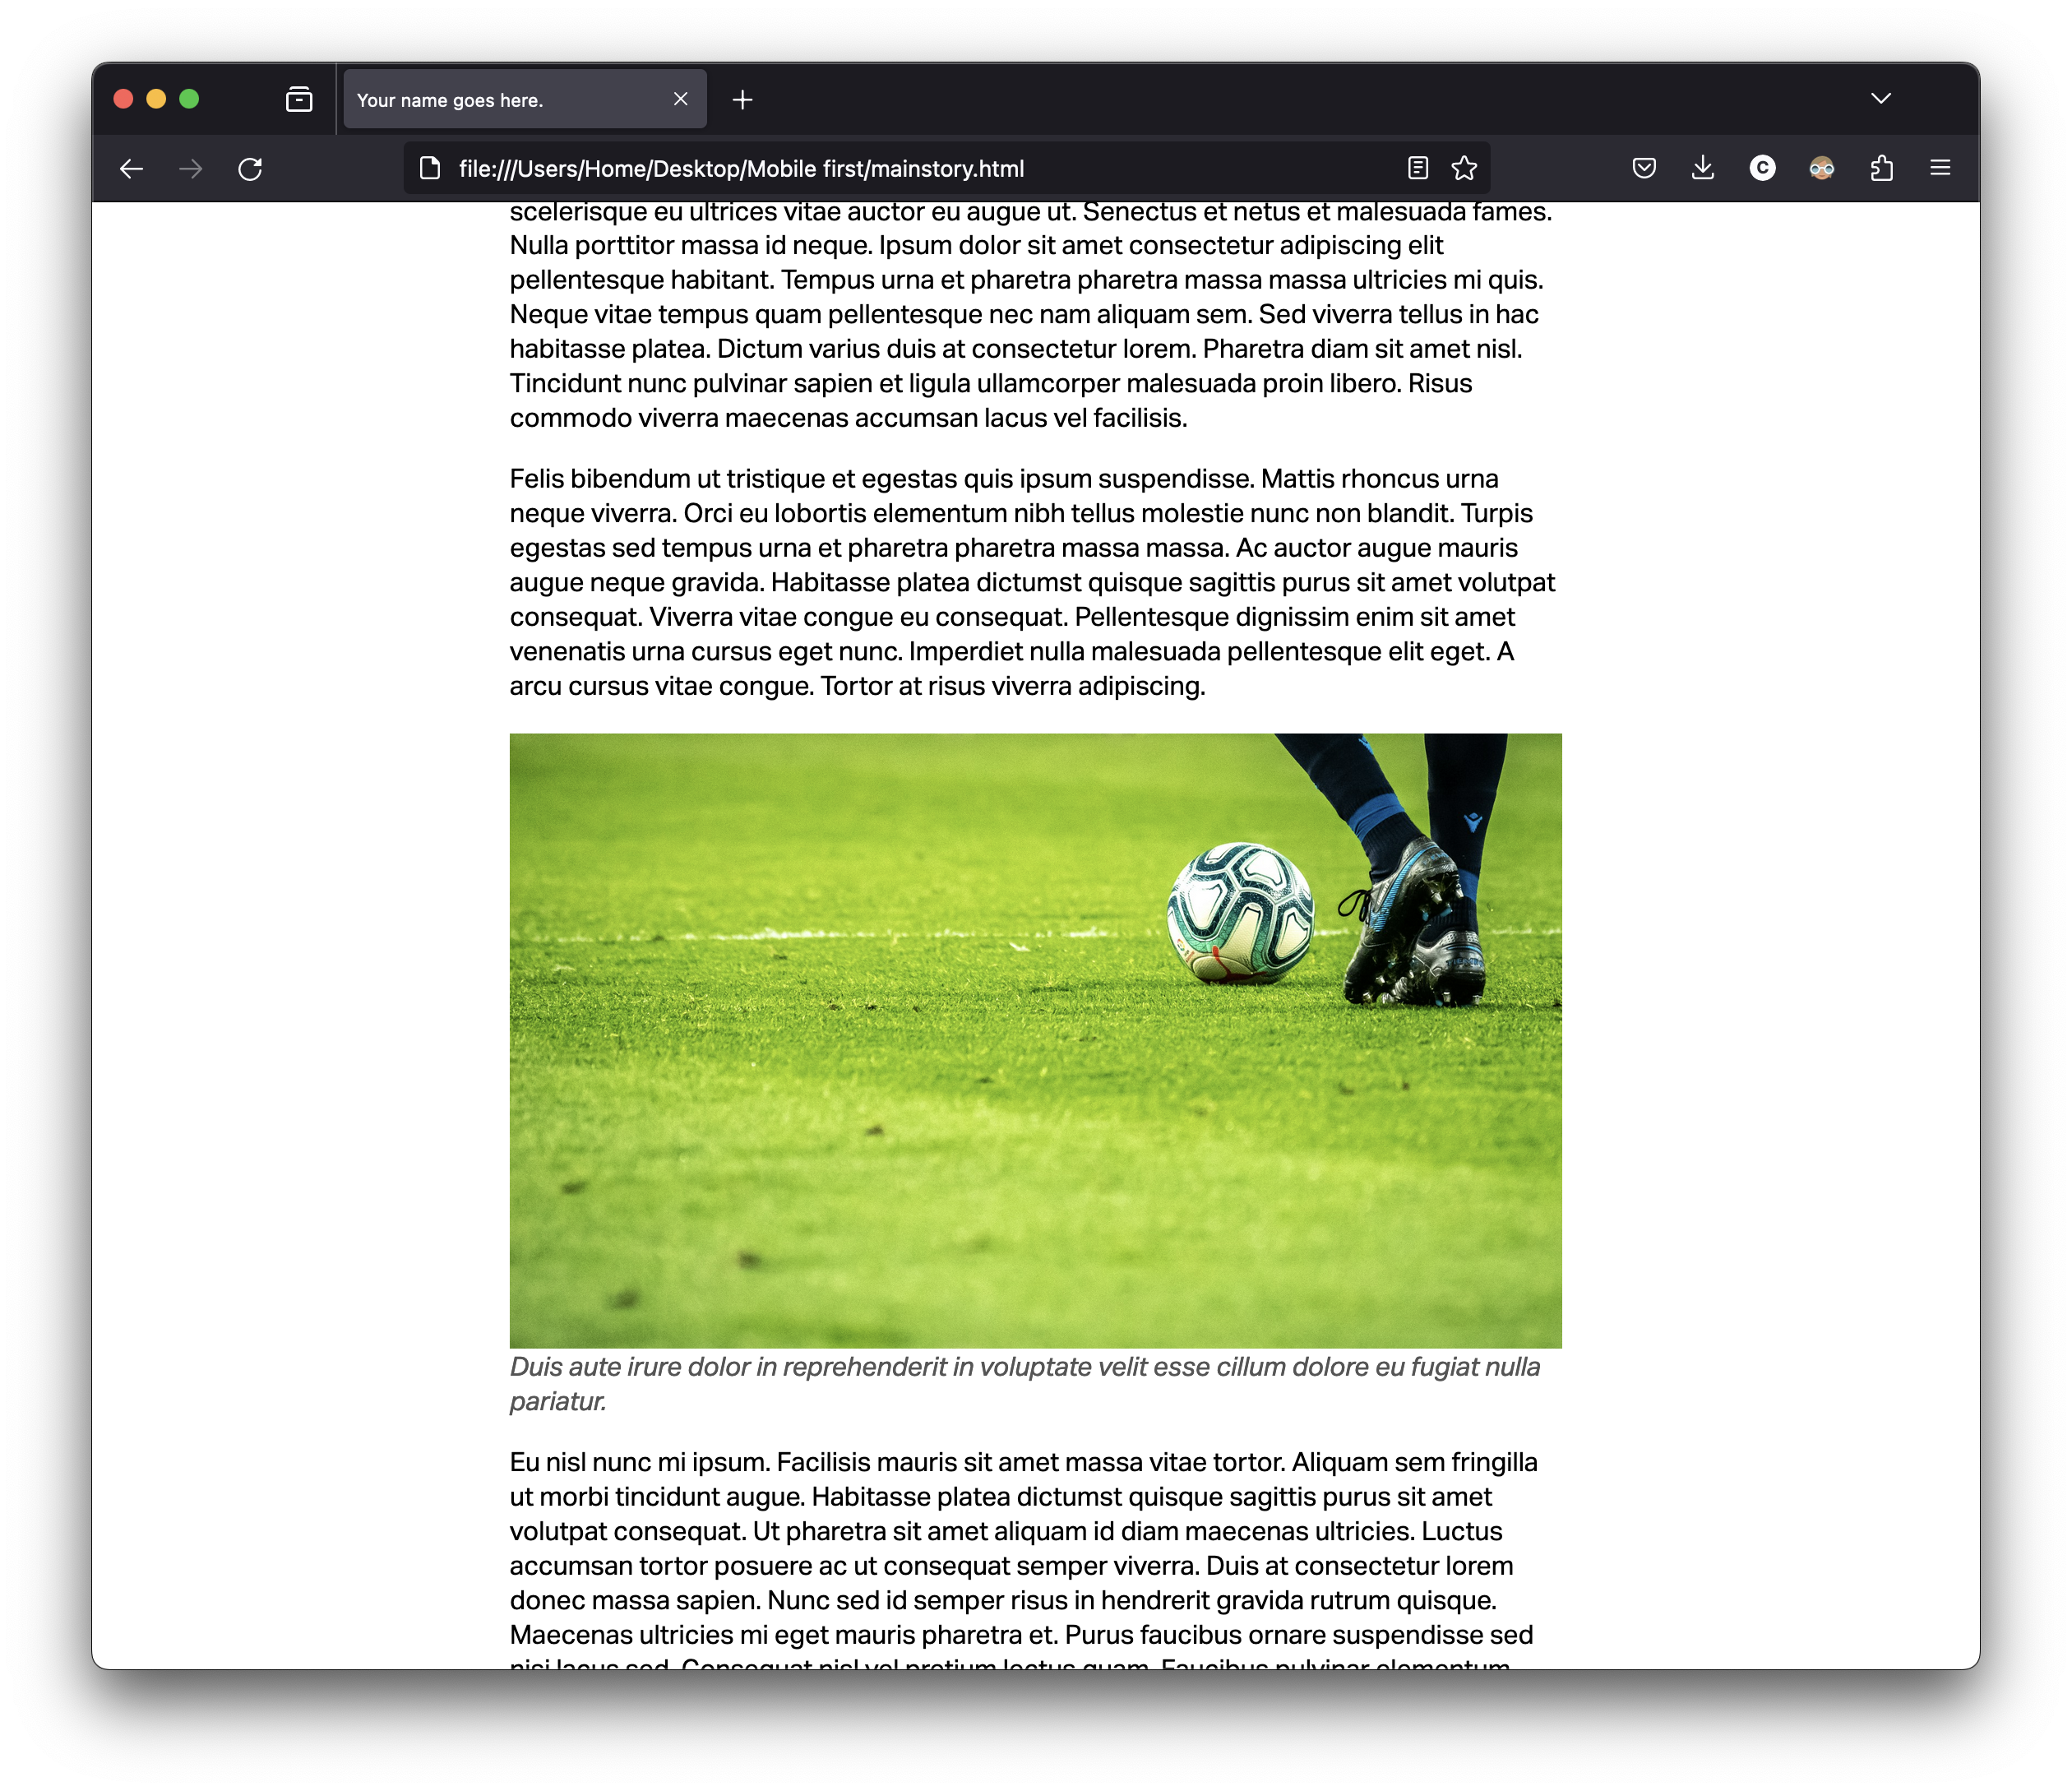 Your name goes here.
file:///Users/Home/Desktop/Mobile first/mainstory.html
C
scelerisque eu ultrices vitae auctor eu augue ut. Senectus et netus et malesuada fames.
Nulla porttitor massa id neque. Ipsum dolor sit amet consectetur adipiscing elit
pellentesque habitant. Tempus urna et pharetra pharetra massa massa ultricies mi quis.
Neque vitae tempus quam pellentesque nec nam aliquam sem. Sed viverra tellus in hac
habitasse platea. Dictum varius duis at consectetur lorem. Pharetra diam sit amet nisl.
Tincidunt nunc pulvinar sapien et ligula ullamcorper malesuada proin libero. Risus
commodo viverra maecenas accumsan lacus vel facilisis.
Felis bibendum ut tristique et egestas quis ipsum suspendisse. Mattis rhoncus urna
neque viverra. Orci eu lobortis elementum nibh tellus molestie nunc non blandit. Turpis
egestas sed tempus urna et pharetra pharetra massa massa. Ac auctor augue mauris
augue neque gravida. Habitasse platea dictumst quisque sagittis purus sit amet volutpat
consequat. Viverra vitae congue eu consequat. Pellentesque dignissim enim sit amet
venenatis urna cursus eget nunc. Imperdiet nulla malesuada pellentesque elit eget. A
arcu cursus vitae congue. Tortor at risus viverra adipiscing.
Duis aute irure dolor in reprehenderit in voluptate velit esse cillum dolore eu fugiat nulla
pariatur.
Eu nisl nunc mi ipsum. Facilisis mauris sit amet massa vitae tortor. Aliquam sem fringilla
ut morbi tincidunt augue. Habitasse platea dictumst quisque sagittis purus sit amet
volutpat consequat. Ut pharetra sit amet aliquam id diam maecenas ultricies. Luctus
accumsan tortor posuere ac ut consequat semper viverra. Duis at consectetur lorem
donec massa sapien. Nunc sed id semper risus in hendrerit gravida rutrum quisque.
Maecenas ultricies mi eget mauris pharetra et. Purus faucibus ornare suspendisse sed
nisi lacus sed. Consequat nisl vel pretium lectus quam. Faucibus pulvinar elementum